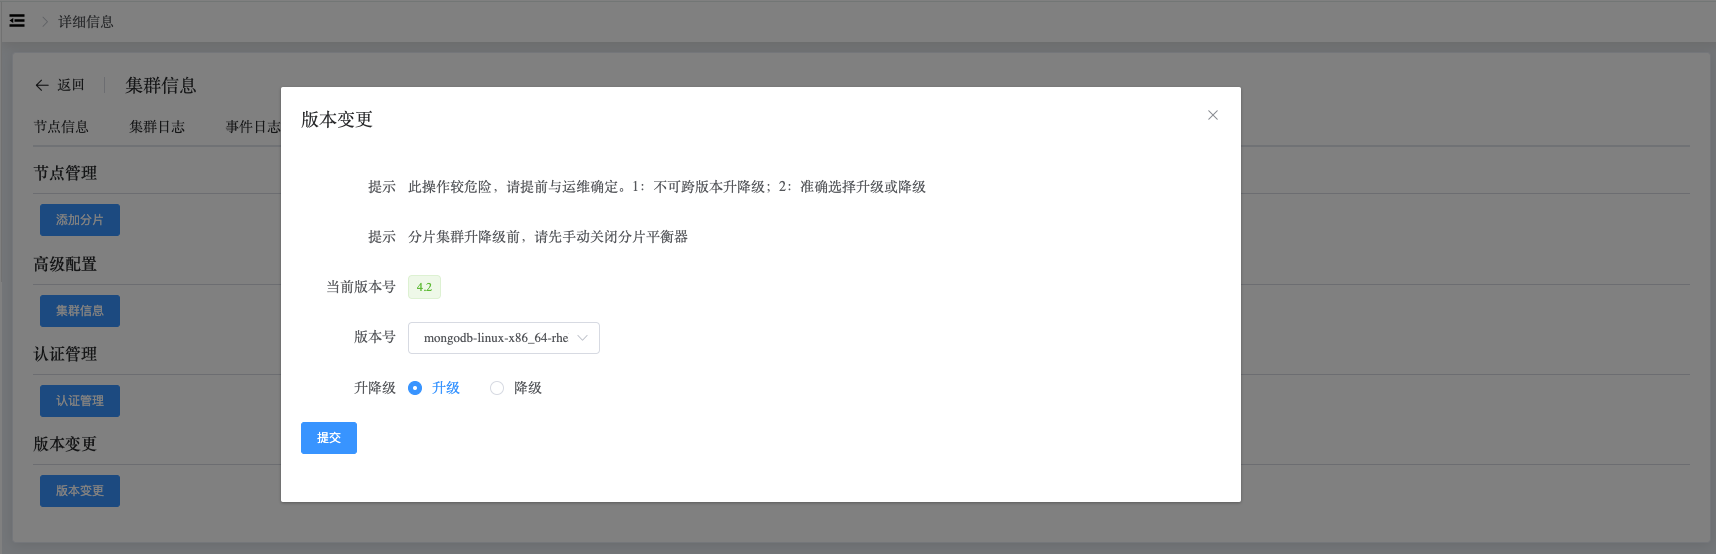 详细信息
返回
集群信息
节点信息 集群日志 事件日志
节点管理
添加分片
高级配置
集群信息
认证管理
认证管理
版本变更
版本变更
版本变更
提示 此操作较危险，请提前与运维确定。1：不可跨版本升降级；2：准确选择升级或降级
提示 分片集群升降级前，请先手动关闭分片平衡器
当前版本号 4.2
版本号 mongodb-linux-x86_64-rhe
升降级 升级 降级
提交